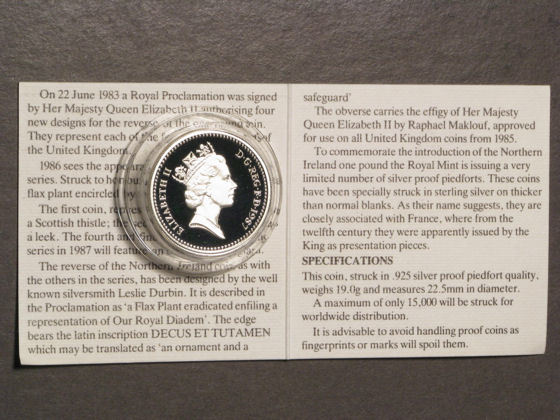 On 22 June 1983 a Royal Proclamation was signed
by Her Majesty Queen Elizabeth II authorising four
new designs for the reverse of the one pound coin.
They represent each of the four of
the United Kingdom.
1986 sees the appearance
series. Struck to honour
flax plant encircled by
The first coin,
a Scottish thistle; the
a leek. The fourth and
series in 1987 will feature an
The reverse of the Northern Ireland coin, as with
the others in the series, has been designed by the well
known silversmith Leslie Durbin. It is described in
the Proclamation as 'a Flax Plant eradicated enfiling a
representation of Our Royal Diadem'. The edge
bears the latin inscription DECUS ET TUTAMEN
which may be translated as 'an ornament and a
ELIZABETH II
D·G·REG·F·D·1987
safeguard'
The obverse carries the effigy of Her Majesty
Queen Elizabeth II by Raphael Maklouf, approved
for use on all United Kingdom coins from 1985.
To commemorate the introduction of the Northern
Ireland one pound the Royal Mint is issuing a very
limited number of silver proof piedforts. These coins
have been specially struck in sterling silver on thicker
than normal blanks. As their name suggests, they are
closely associated with France, where from the
twelfth century they were apparently issued by the
King as presentation pieces.
SPECIFICATIONS
This coin, struck in .925 silver proof piedfort quality,
weighs 19.0g and measures 22.5mm in diameter.
A maximum of only 15,000 will be struck for
worldwide distribution.
It is advisable to avoid handling proof coins as
fingerprints or marks will spoil them.